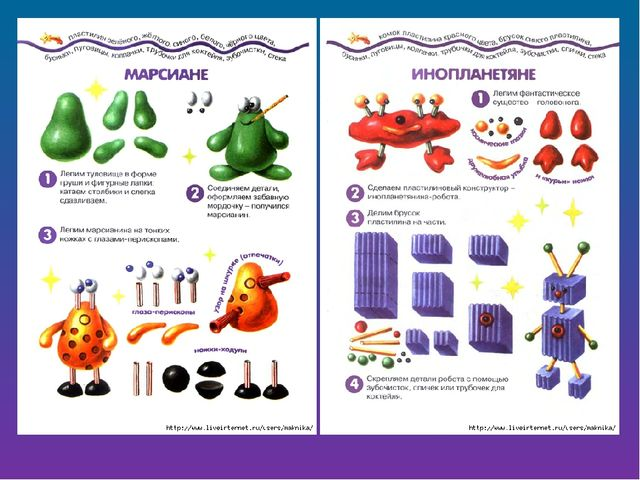 пластилин зелёного, жёлтого, синего, белого, чёрного цвета,
бусинки, пуговицы, колпачки, трубочки для коктейля, зубочистки, стека
МАРСИАНЕ
1 Лепим туловище в форме
груши и фигурные лапки.
катаем столбики и слегка
сдавливаем.
2 Соединяем детали,
оформляем забавную
мордочку – получился
марсианин.
3 Лепим марсианина на тонких
ножках с глазами-перископами.
глаза-перископы
узор на шкурке (отпечатки)
ножки-ходули
http://www.liveinternet.ru/users/maknika/
комок пластилина красного цвета, брусок синего пластилина,
бусинки, пуговицы, колпачки, трубочки для коктейля, зубочистки, спички, стека
ИНОПЛАНЕТЯНЕ
1 Лепим фантастическое
существо – головонога.
космические глазки
дружелюбная улыбка
и «курьи» ножки
2 Сделаем пластилиновый конструктор –
инопланетянина-робота.
3 Делим брусок
пластилина на части.
4 Скрепляем детали робота с помощью
зубочисток, спичек или трубочек для
коктейля.
http://www.liveinternet.ru/users/maknika/